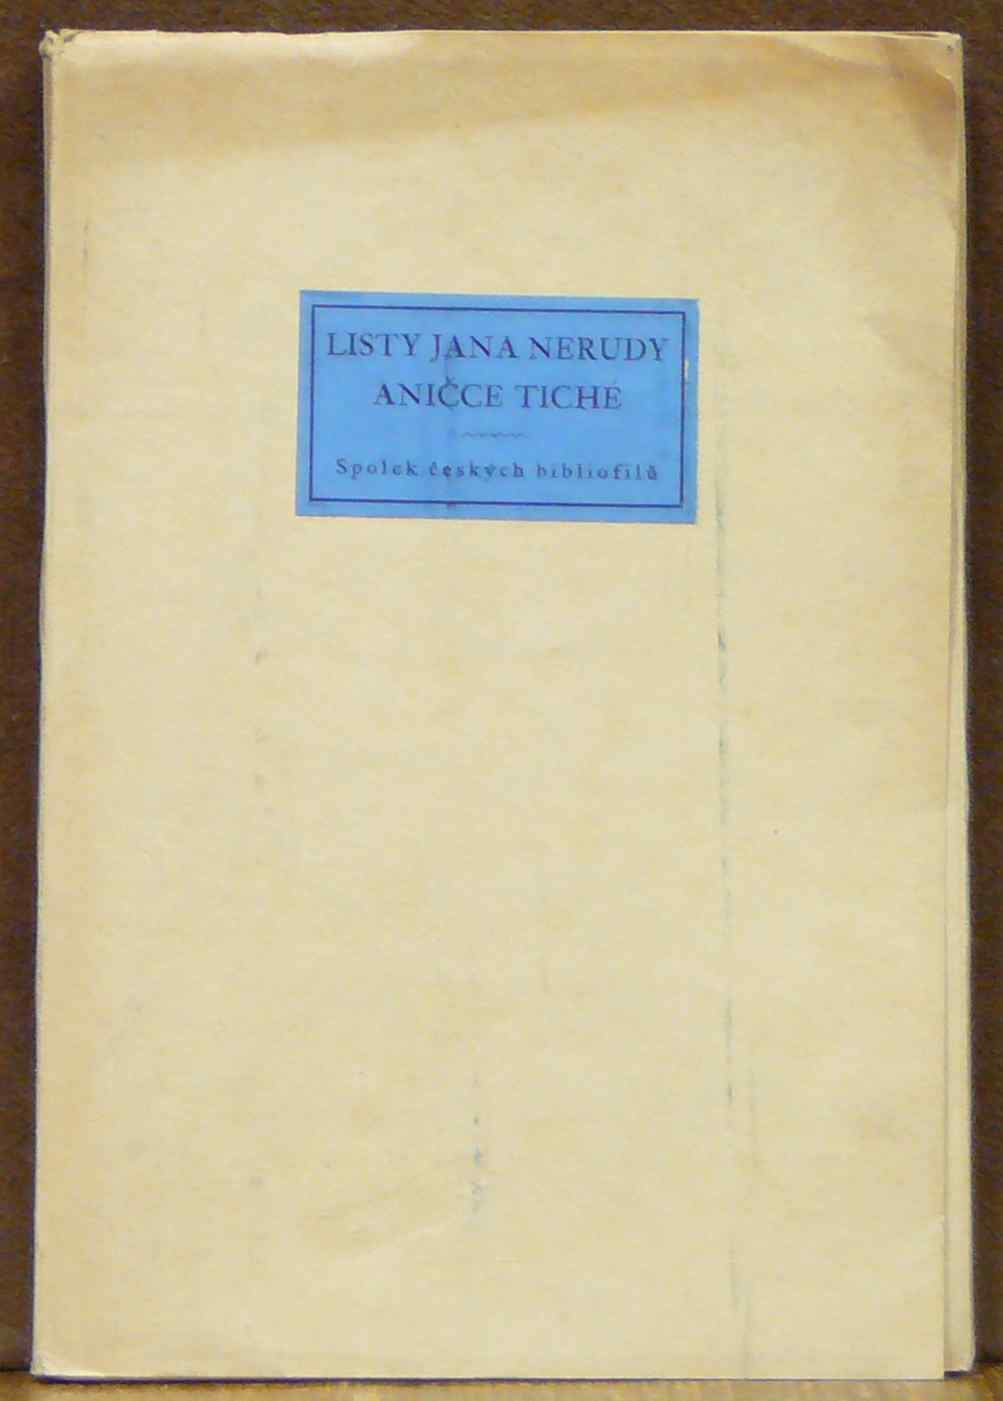 LISTY JANA NERUDY
ANIČCE TICHÉ
Spolek českých bibliofilů